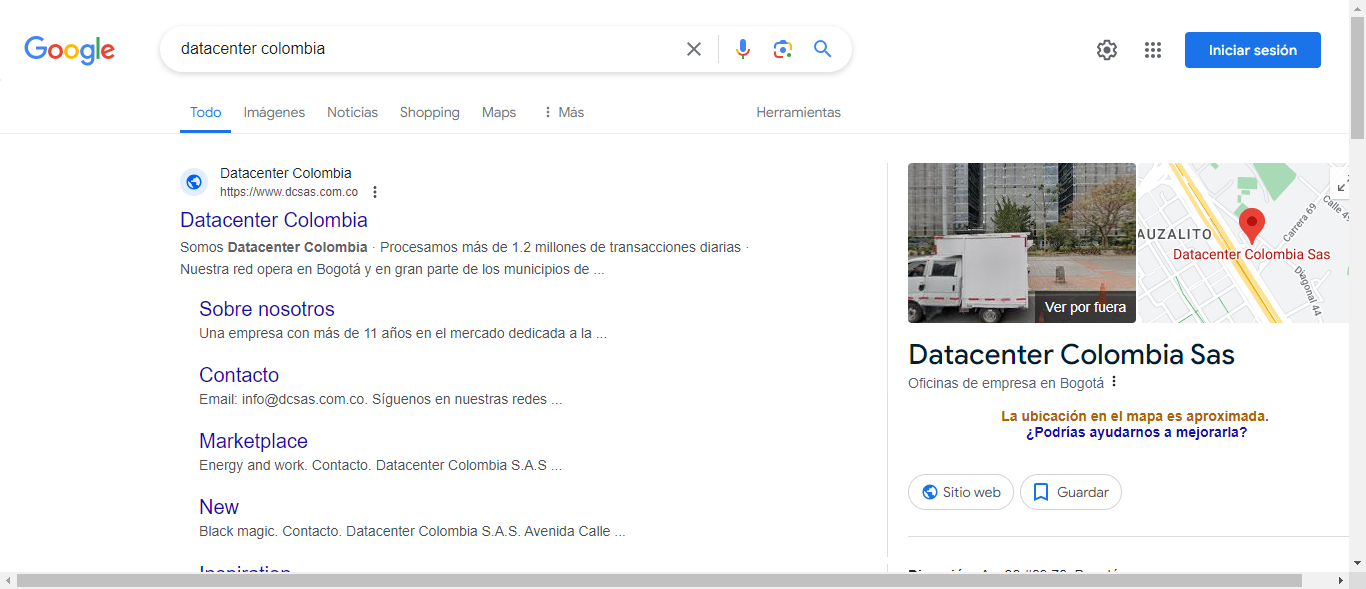 Google
datacenter colombia
Iniciar sesión
Todo
Imágenes
Noticias
Shopping
Maps
Más
Herramientas
Datacenter Colombia
https://www.dcsas.com.co
Datacenter Colombia
Somos Datacenter Colombia · Procesamos más de 1.2 millones de transacciones diarias ·
Nuestra red opera en Bogotá y en gran parte de los municipios de ...
Sobre nosotros
Una empresa con más de 11 años en el mercado dedicada a la ...
Contacto
Email: info@dcsas.com.co. Síguenos en nuestras redes ...
Marketplace
Energy and work. Contacto. Datacenter Colombia S.A.S ...
New
Black magic. Contacto. Datacenter Colombia S.A.S. Avenida Calle ...
Inspiration
Ver por fuera
AUZALITO
Carrera 69
Calle 4
Datacenter Colombia Sas
Diagonal 44
Datacenter Colombia Sas
Oficinas de empresa en Bogotá
La ubicación en el mapa es aproximada.
¿Podrías ayudarnos a mejorarla?
Sitio web
Guardar